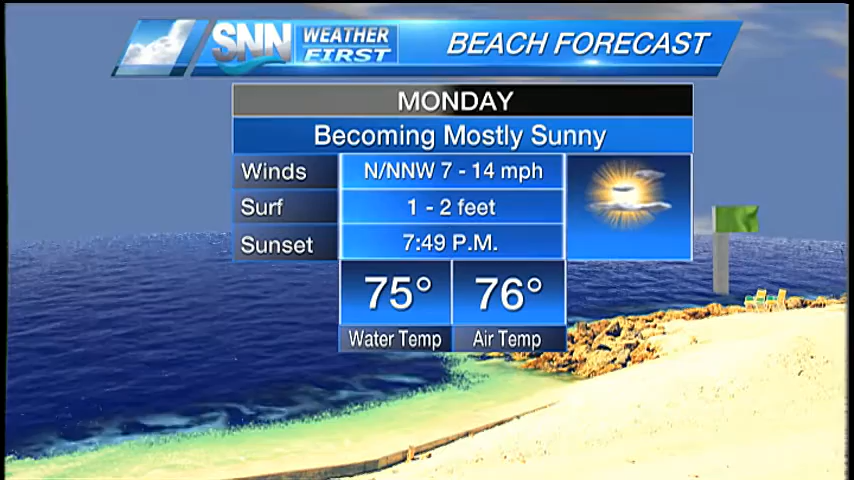 SNN WEATHER FIRST BEACH FORECAST
MONDAY
Becoming Mostly Sunny
Winds N/NNW 7 - 14 mph
Surf 1 - 2 feet
Sunset 7:49 P.M.
75° 76°
Water Temp Air Temp